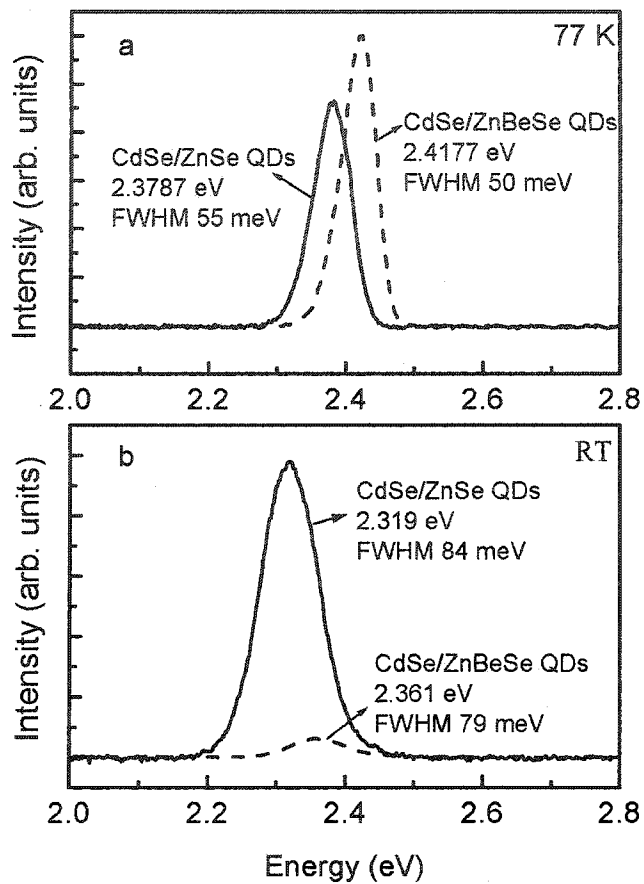 a
77 K
CdSe/ZnBeSe QDs
2.4177 eV
FWHM 50 meV
CdSe/ZnSe QDs
2.3787 eV
FWHM 55 meV
Intensity (arb. units)
2.0 2.2 2.4 2.6 2.8
b
RT
CdSe/ZnSe QDs
2.319 eV
FWHM 84 meV
CdSe/ZnBeSe QDs
2.361 eV
FWHM 79 meV
Intensity (arb. units)
2.0 2.2 2.4 2.6 2.8
Energy (eV)